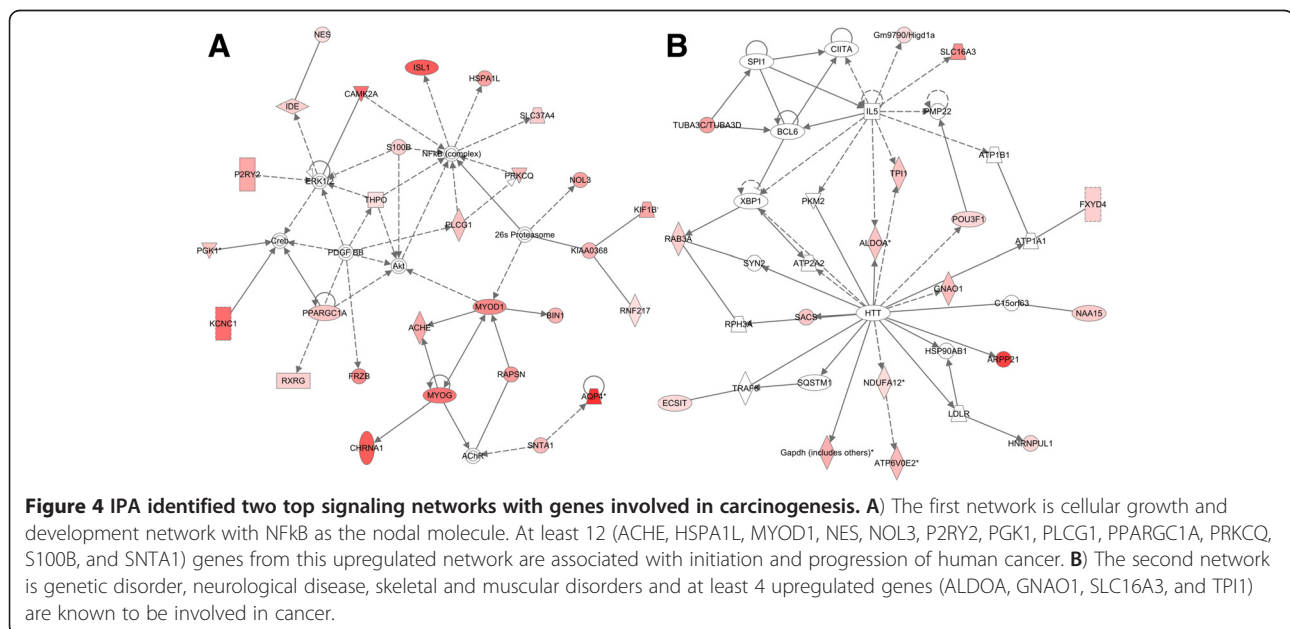 A
NES
ISL1
HSPA1L
IDE
CAMK2A
SLC37A4
S100B
NFkB (complex)
P2RY2
ERK1/2
PRKCQ
NOL3
THPO
PLCG1
KIF1B*
Creb
26s Proteasome
PGK1*
PDGF BB
Akt
KIAA0368
PPARGC1A
MYOD1
BIN1
RNF217
KCNC1
ACHE
RXRG
FRZB
RAPSN
MYOG
AQP4*
CHRNA1
AChR
SNTA1
B
Gm9790/Higd1a
SPI1
CIITA
SLC16A3
IL5
PMP22
TUBA3C/TUBA3D
BCL6
ATP1B1
TPI1
XBP1
PKM2
FXYD4
POU3F1
RAB3A
ALDOA*
ATP1A1
SYN2
ATP2A2
GNAO1
C15orf63
RPH3A
SACS
HTT
NAA15
HSP90AB1
ARPP21
TRAF6
SQSTM1
NDUFA12*
ECSIT
LDLR
HNRNPUL1
Gapdh (includes others)*
ATP6V0E2*
Figure 4 IPA identified two top signaling networks with genes involved in carcinogenesis. A) The first network is cellular growth and
development network with NFkB as the nodal molecule. At least 12 (ACHE, HSPA1L, MYOD1, NES, NOL3, P2RY2, PGK1, PLCG1, PPARGC1A, PRKCQ,
S100B, and SNTA1) genes from this upregulated network are associated with initiation and progression of human cancer. B) The second network
is genetic disorder, neurological disease, skeletal and muscular disorders and at least 4 upregulated genes (ALDOA, GNAO1, SLC16A3, and TPI1)
are known to be involved in cancer.